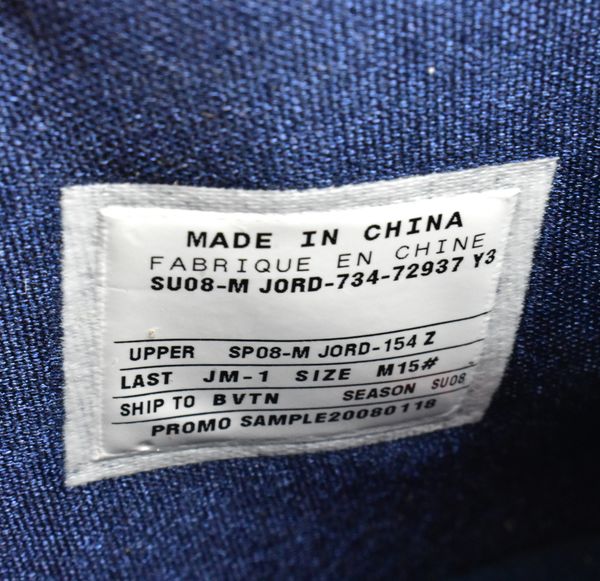 MADE IN CHINA
FABRIQUE EN CHINE
SU08-M JORD-734-72937 Y3
UPPER SP08-M JORD-154 Z
LAST JM-1 SIZE M15#
SHIP TO BVTN SEASON SU08
PROMO SAMPLE20080118